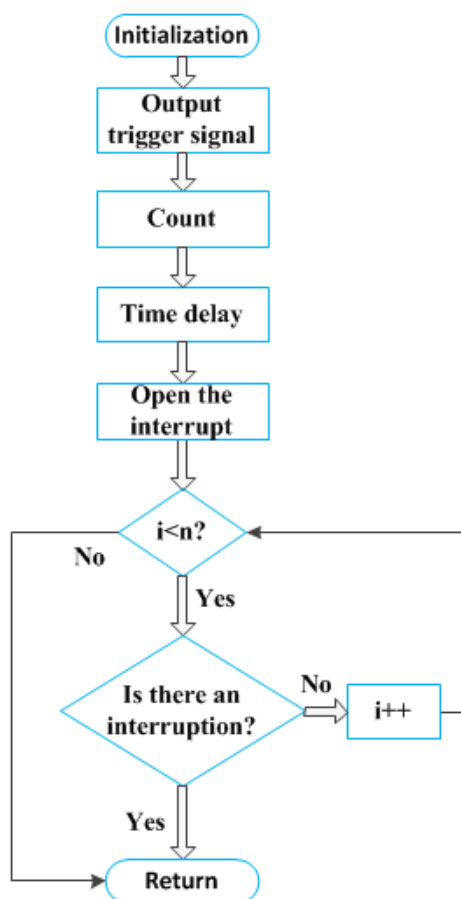 Initialization
Output
trigger signal
Count
Time delay
Open the
interrupt
i<n?
No
Yes
Is there an
interruption?
No
i++
Yes
Return